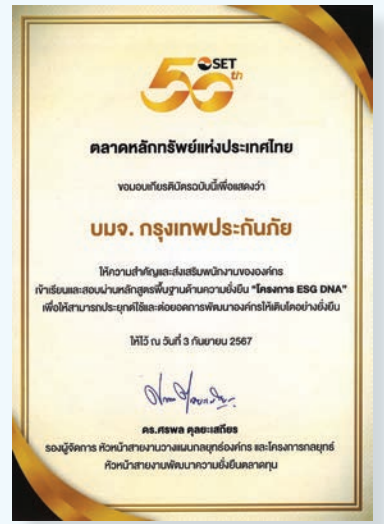 SET
50th
ตลาดหลักทรัพย์แห่งประเทศไทย
ขอมอบเกียรติบัตรฉบับนี้เพื่อแสดงว่า
บมจ. กรุงเทพประกันภัย
ให้ความสำคัญและส่งเสริมพนักงานขององค์กร
เข้าเรียนและสอบผ่านหลักสูตรพื้นฐานด้านความยั่งยืน "โครงการ ESG DNA"
เพื่อให้สามารถประยุกต์ใช้และต่อยอดการพัฒนาองค์กรให้เติบโตอย่างยั่งยืน
ให้ไว้ ณ วันที่ 3 กันยายน 2567
ดร.ศรพล ตุลยะเสถียร
รองผู้จัดการ หัวหน้าสายงานวางแผนกลยุทธ์องค์กร และโครงการกลยุทธ์
หัวหน้าสายงานพัฒนาความยั่งยืนตลาดทุน